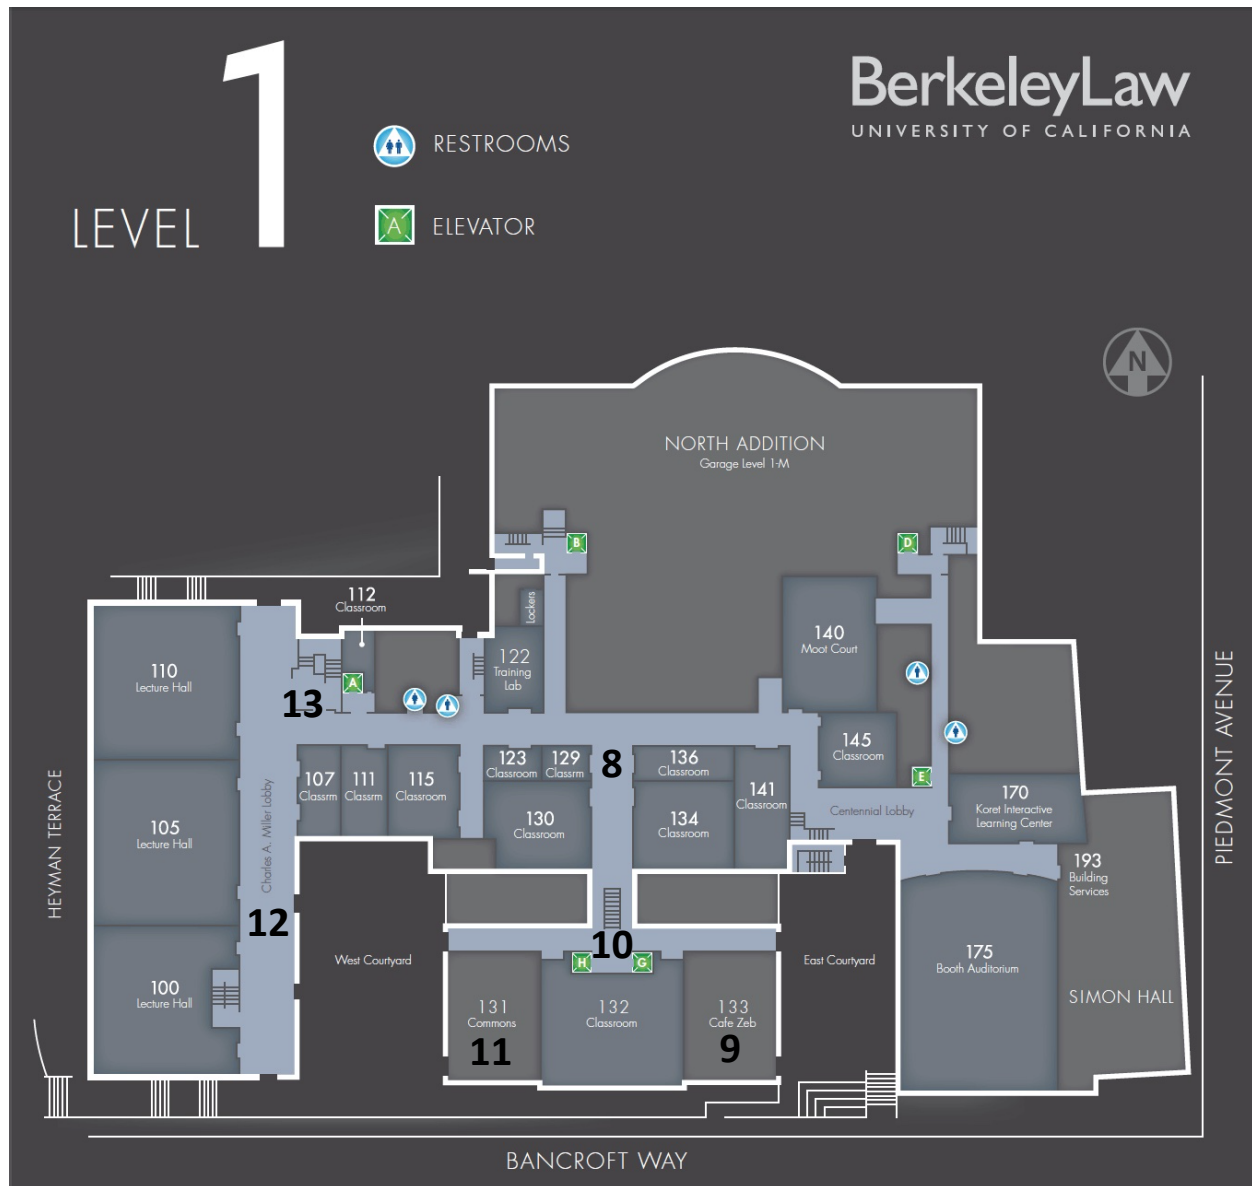 LEVEL 1
BerkeleyLaw
UNIVERSITY OF CALIFORNIA
RESTROOMS
A ELEVATOR
N
NORTH ADDITION
Garage Level 1-M
B
D
112
Classroom
Lockers
110
Lecture Hall
122
Training
Lab
140
Moot Court
A
13
145
Classroom
E
107
Classrm
111
Classrm
115
Classroom
123
Classroom
129
Classrm
8
136
Classroom
141
Classroom
130
Classroom
134
Classroom
Centennial Lobby
170
Koret Interactive
Learning Center
105
Lecture Hall
Charles A. Miller Lobby
193
Building
Services
12
10
H
G
West Courtyard
East Courtyard
100
Lecture Hall
131
Commons
11
132
Classroom
133
Cafe Zeb
9
175
Booth Auditorium
SIMON HALL
HEYMAN TERRACE
PIEDMONT AVENUE
BANCROFT WAY